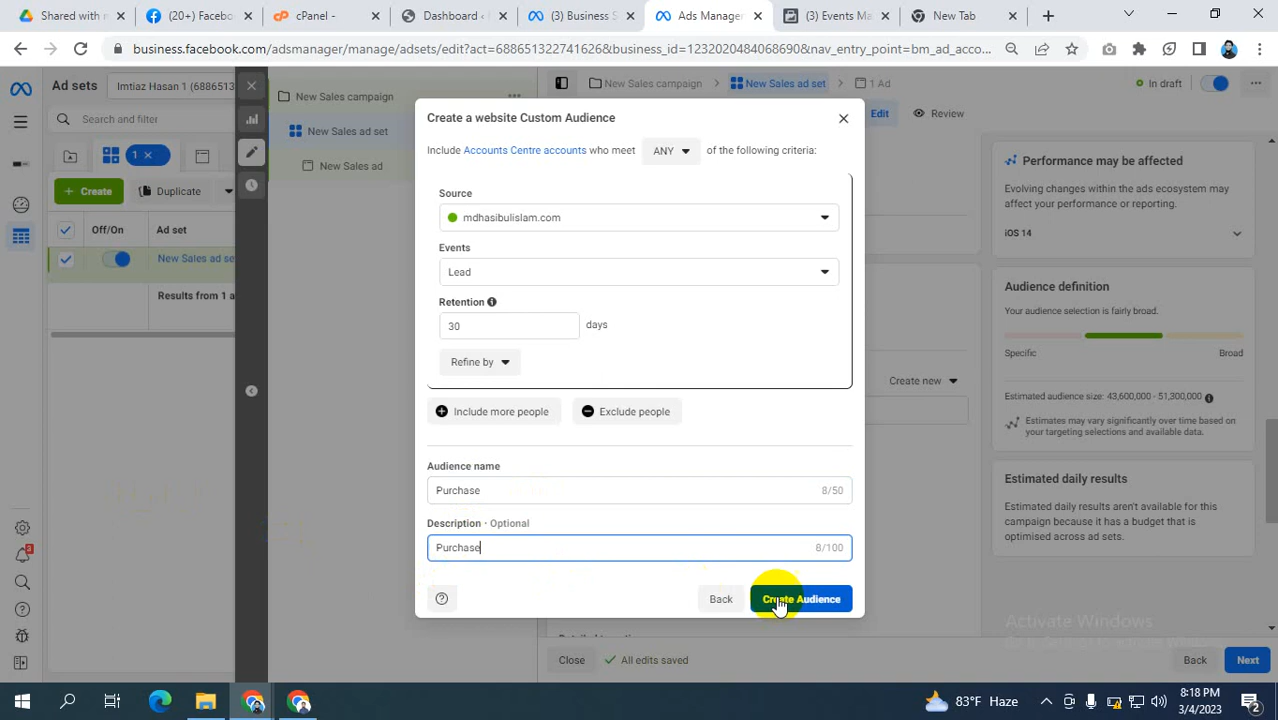 Shared with m
(20+) Facebo
cPanel -
Dashboard ‹
(3) Business S
Ads Manager
(3) Events Ma
New Tab
business.facebook.com/adsmanager/manage/adsets/edit?act=688651322741626&business_id=1232020484068690&nav_entry_point=bm_ad_acco...
Ad sets
Imtiaz Hasan 1 (6886513
Search and filter
1
Create
Duplicate
Off/On
Ad set
New Sales ad se
Results from 1 a
New Sales campaign
New Sales ad set
New Sales ad
New Sales campaign
New Sales ad set
1 Ad
In draft
Edit
Review
Create a website Custom Audience
Include Accounts Centre accounts who meet ANY of the following criteria:
Source
mdhasibulislam.com
Events
Lead
Retention
30 days
Refine by
Include more people
Exclude people
Audience name
Purchase 8/50
Description · Optional
Purchase 8/100
Back
Create Audience
Performance may be affected
Evolving changes within the ads ecosystem may
affect your performance or reporting.
iOS 14
Audience definition
Your audience selection is fairly broad.
Specific Broad
Estimated audience size: 43,600,000 - 51,300,000
Estimates may vary significantly over time based on
your targeting selections and available data.
Estimated daily results
Estimated daily results aren't available for this
campaign because it has a budget that is
optimised across ad sets.
Create new
Activate Windows
Close
All edits saved
Back
Next
3
83°F Haze
8:18 PM
3/4/2023
2